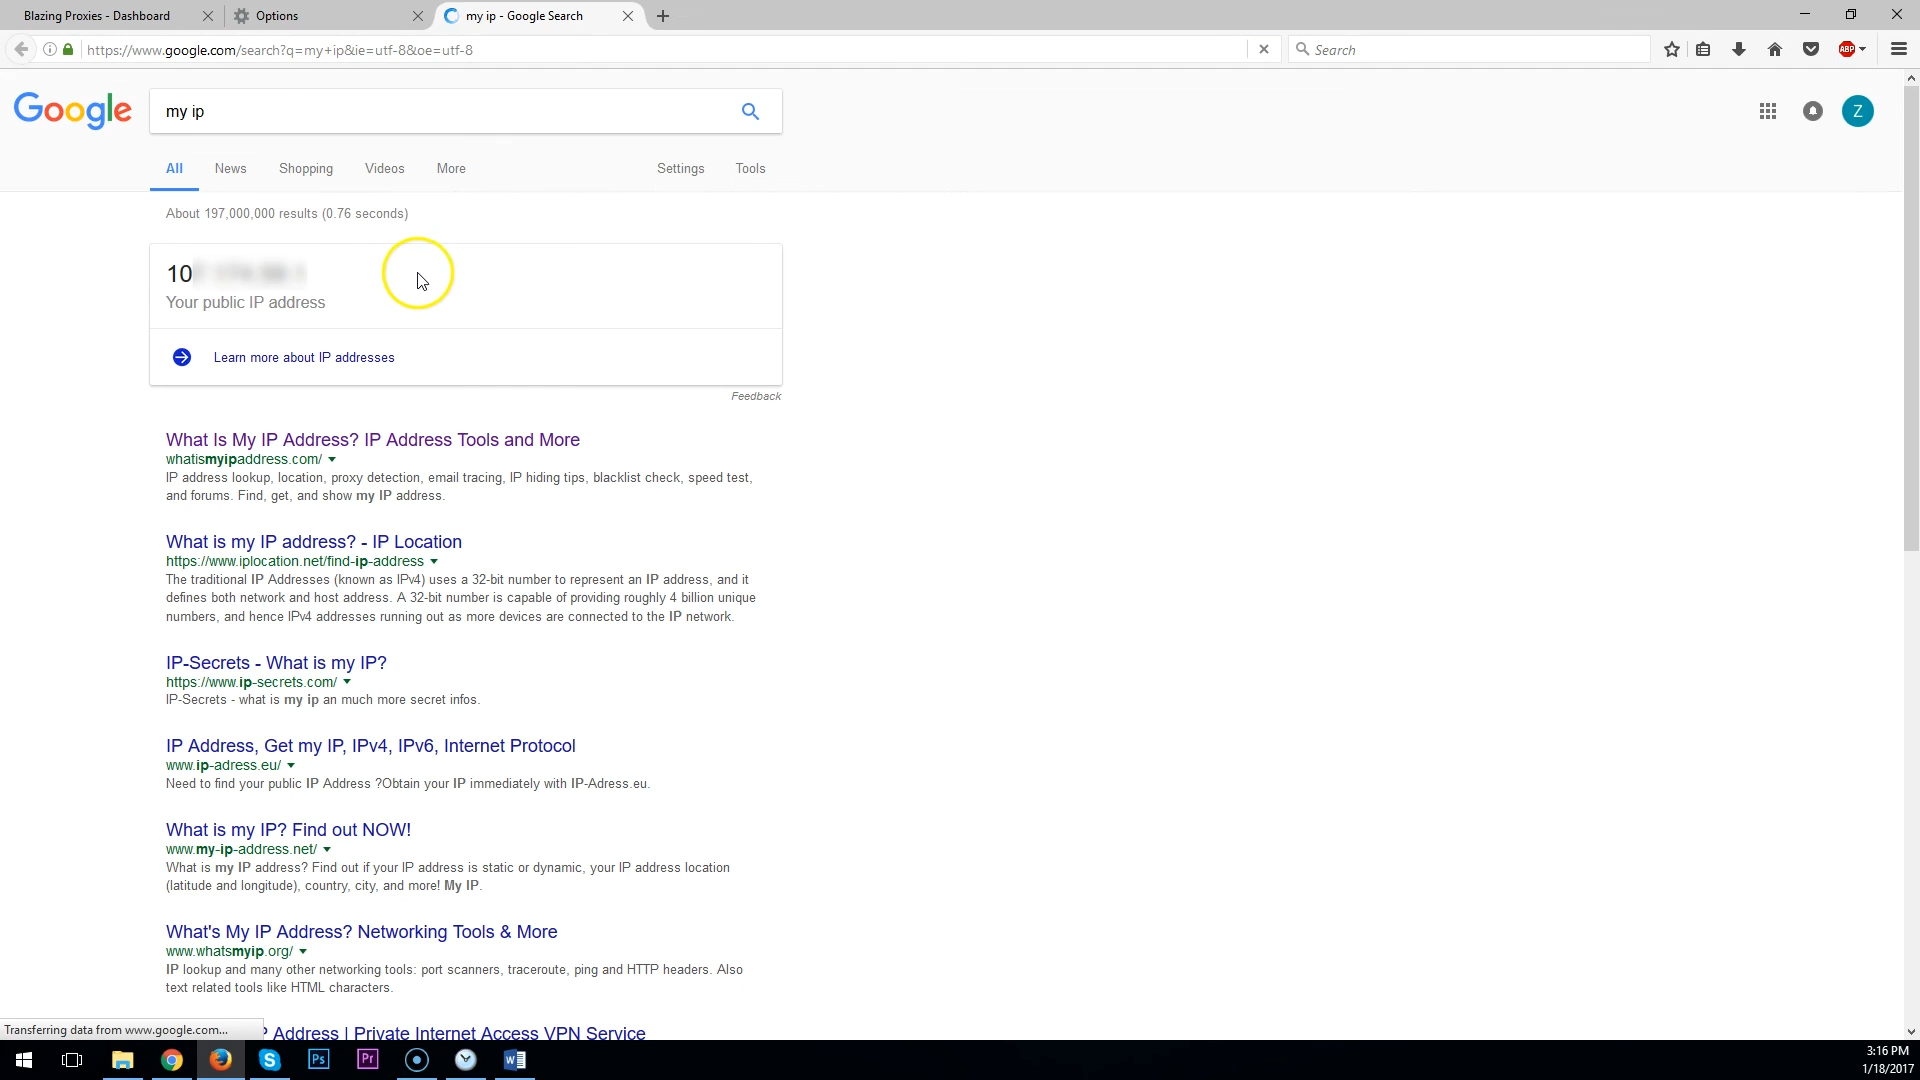 Blazing Proxies - Dashboard
Options
my ip - Google Search
https://www.google.com/search?q=my+ip&ie=utf-8&oe=utf-8
Search
ABP
Google
my ip
Z
All
News
Shopping
Videos
More
Settings
Tools
About 197,000,000 results (0.76 seconds)
10
Your public IP address
Learn more about IP addresses
Feedback
What Is My IP Address? IP Address Tools and More
whatismyipaddress.com/
IP address lookup, location, proxy detection, email tracing, IP hiding tips, blacklist check, speed test,
and forums. Find, get, and show my IP address.
What is my IP address? - IP Location
https://www.iplocation.net/find-ip-address
The traditional IP Addresses (known as IPv4) uses a 32-bit number to represent an IP address, and it
defines both network and host address. A 32-bit number is capable of providing roughly 4 billion unique
numbers, and hence IPv4 addresses running out as more devices are connected to the IP network.
IP-Secrets - What is my IP?
https://www.ip-secrets.com/
IP-Secrets - what is my ip an much more secret infos.
IP Address, Get my IP, IPv4, IPv6, Internet Protocol
www.ip-adress.eu/
Need to find your public IP Address ?Obtain your IP immediately with IP-Adress.eu.
What is my IP? Find out NOW!
www.my-ip-address.net/
What is my IP address? Find out if your IP address is static or dynamic, your IP address location
(latitude and longitude), country, city, and more! My IP.
What's My IP Address? Networking Tools & More
www.whatsmyip.org/
IP lookup and many other networking tools: port scanners, traceroute, ping and HTTP headers. Also
text related tools like HTML characters.
Address | Private Internet Access VPN Service
Transferring data from www.google.com...
Ps
Pr
3:16 PM
1/18/2017